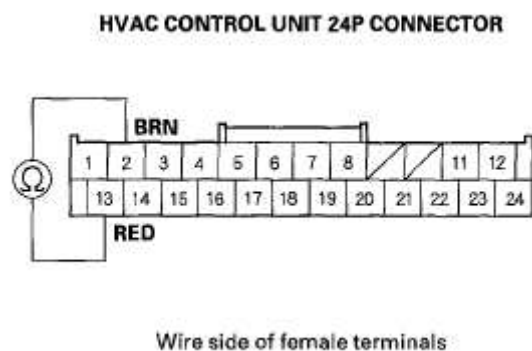 HVAC CONTROL UNIT 24P CONNECTOR
BRN
1 2 3 4 5 6 7 8 11 12
Ω
13 14 15 16 17 18 19 20 21 22 23 24
RED
Wire side of female terminals